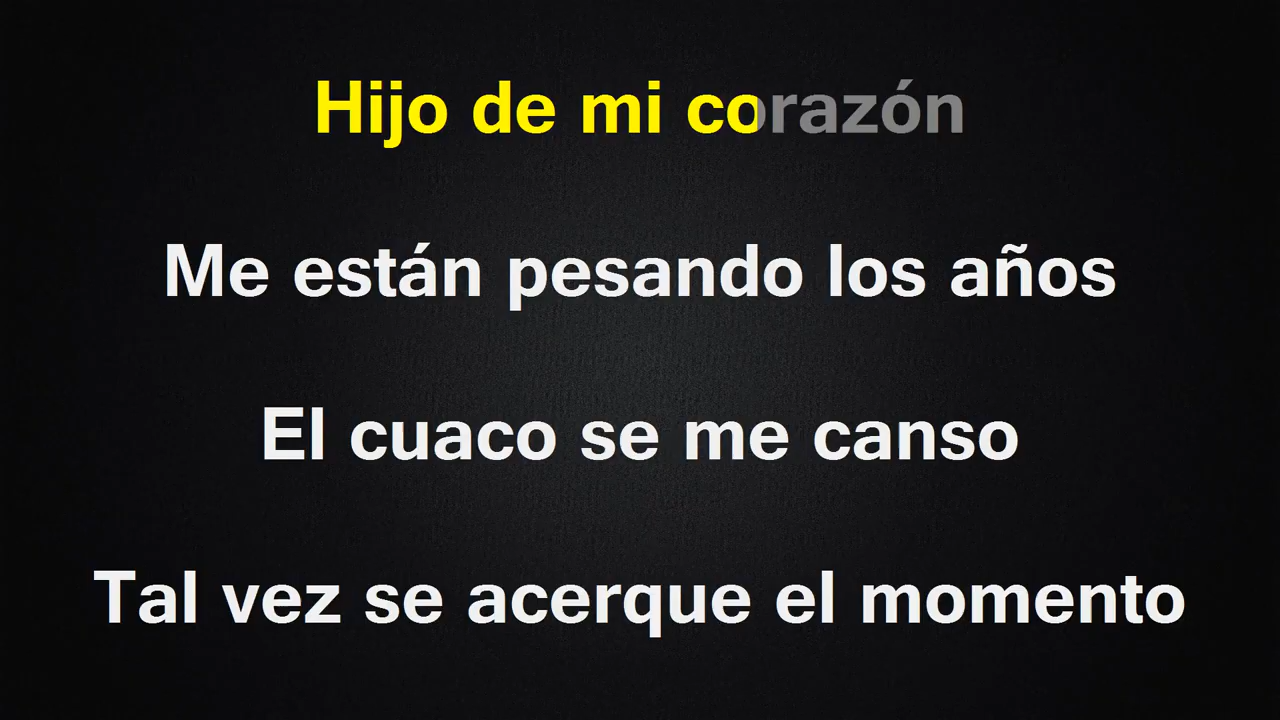 Hijo de mi corazón
Me están pesando los años
El cuaco se me canso
Tal vez se acerque el momento